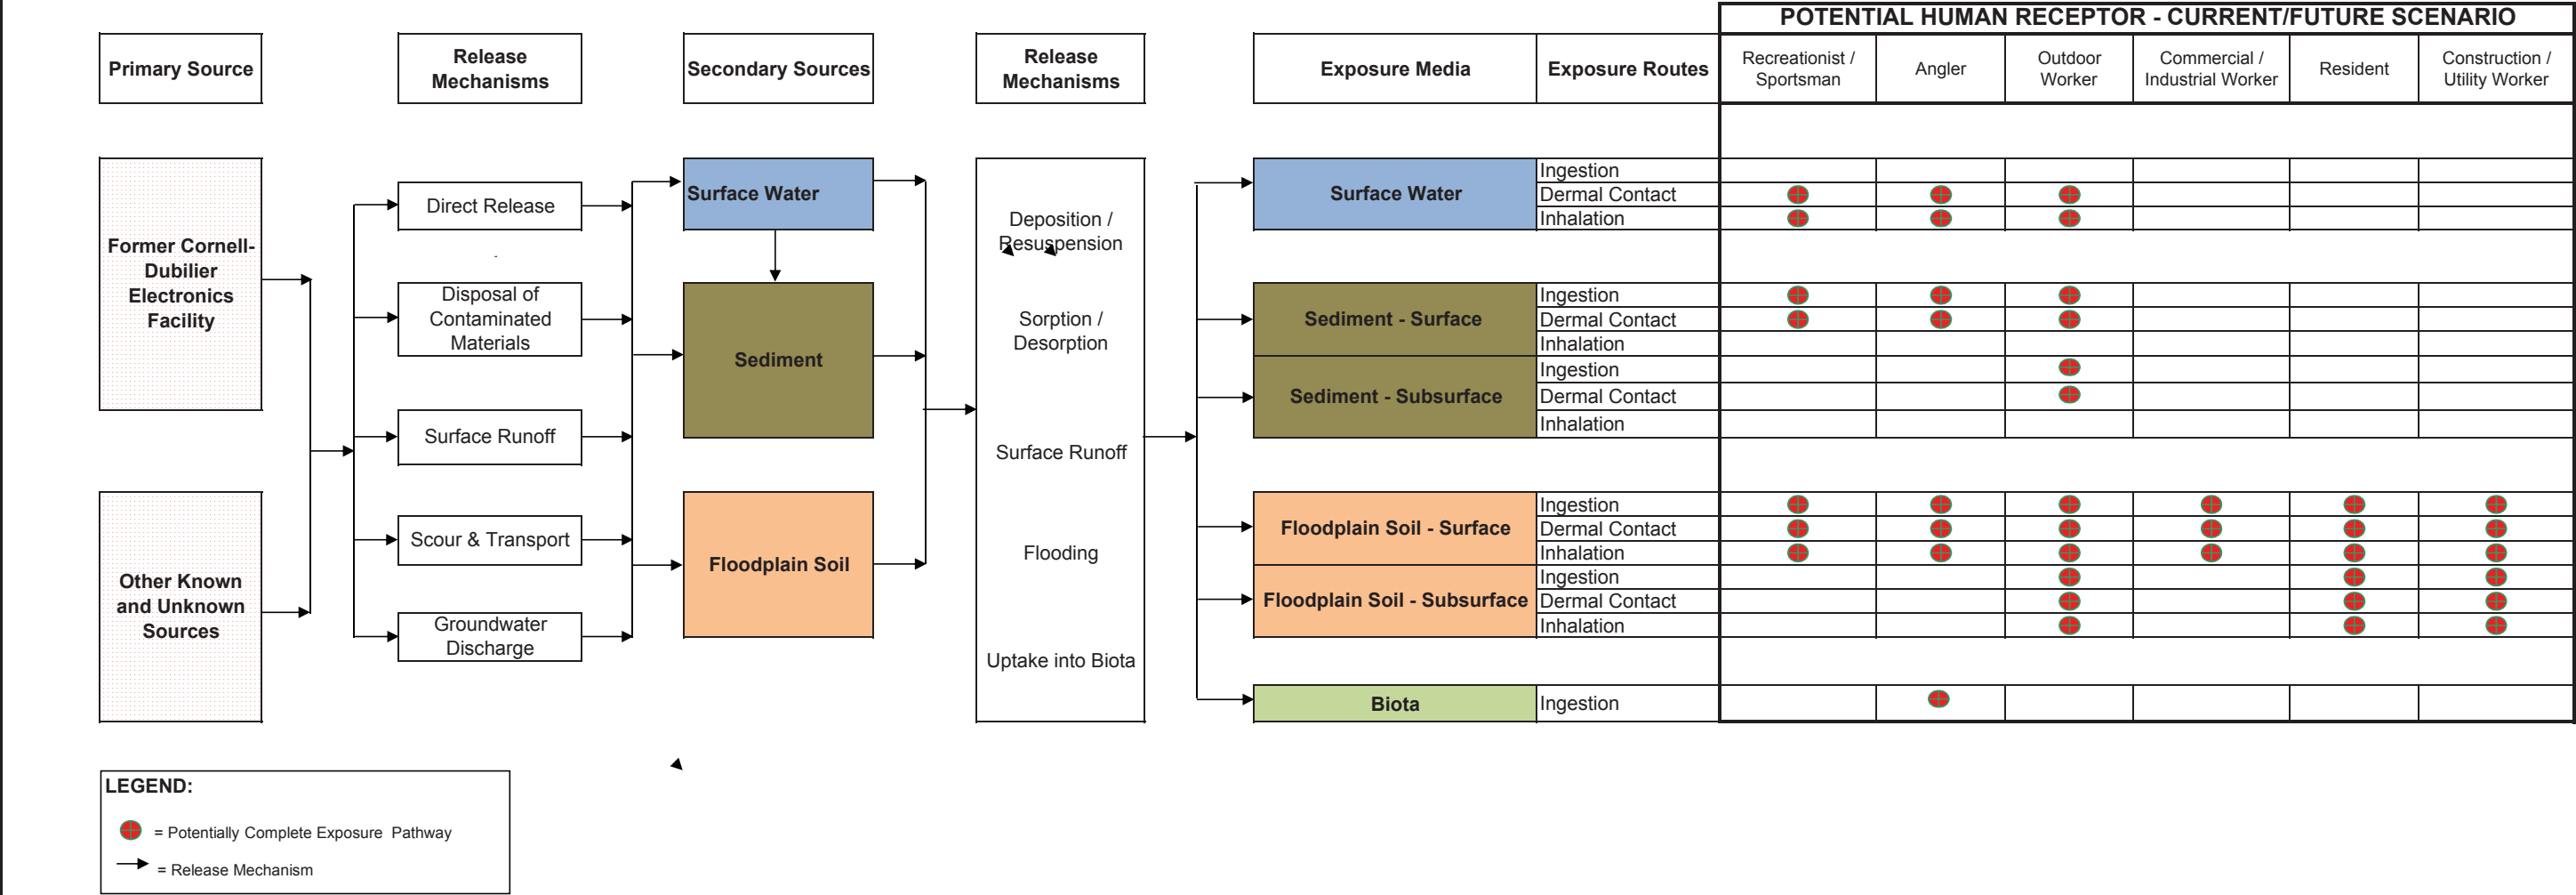 POTENTIAL HUMAN RECEPTOR - CURRENT/FUTURE SCENARIO
Primary Source
Release
Mechanisms
Secondary Sources
Release
Mechanisms
Exposure Media
Exposure Routes
Recreationist /
Sportsman
Angler
Outdoor
Worker
Commercial /
Industrial Worker
Resident
Construction /
Utility Worker
Former Cornell-
Dubilier
Electronics
Facility
Other Known
and Unknown
Sources
Direct Release
Disposal of
Contaminated
Materials
Surface Runoff
Scour & Transport
Groundwater
Discharge
Surface Water
Sediment
Floodplain Soil
Deposition /
Resuspension
Sorption /
Desorption
Surface Runoff
Flooding
Uptake into Biota
Surface Water
Ingestion
Dermal Contact
Inhalation
Sediment - Surface
Ingestion
Dermal Contact
Inhalation
Sediment - Subsurface
Ingestion
Dermal Contact
Inhalation
Floodplain Soil - Surface
Ingestion
Dermal Contact
Inhalation
Floodplain Soil - Subsurface
Ingestion
Dermal Contact
Inhalation
Biota
Ingestion
LEGEND:
= Potentially Complete Exposure Pathway
= Release Mechanism